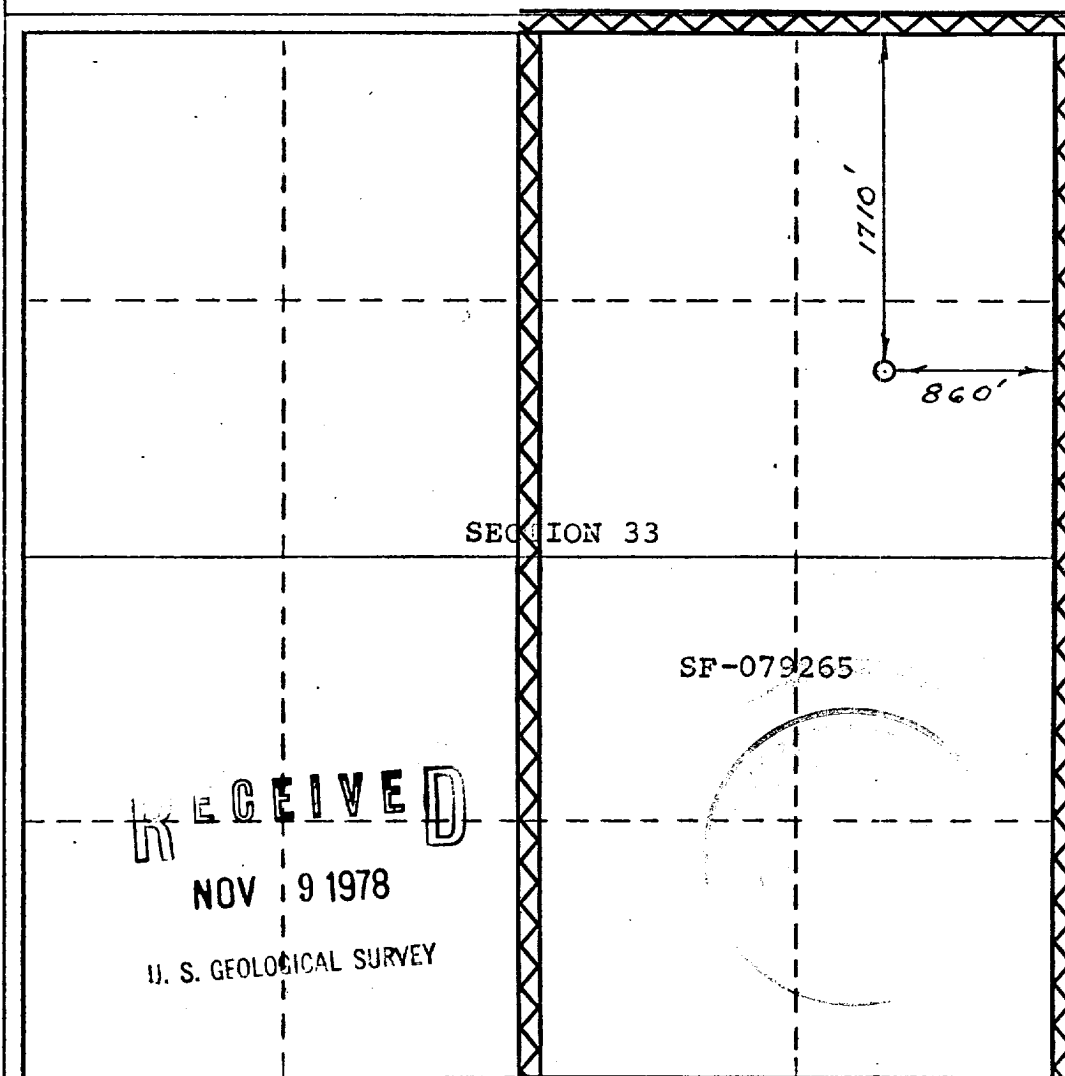 1710'
860'
SECTION 33
SF-079265
RECEIVED
NOV 9 1978
U. S. GEOLOGICAL SURVEY